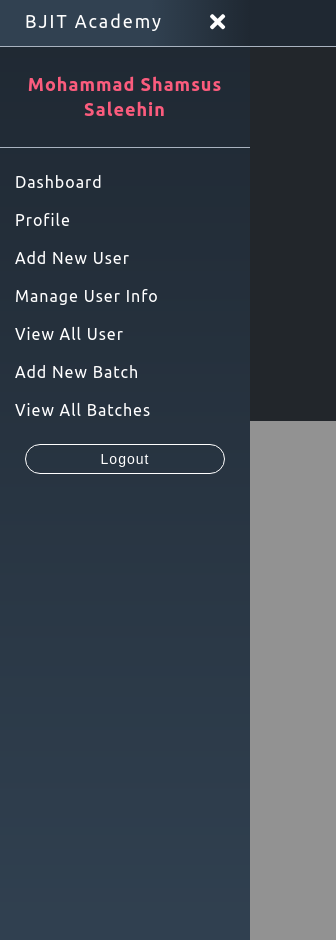 BJIT Academy
Mohammad Shamsus
Saleehin
Dashboard
Profile
Add New User
Manage User Info
View All User
Add New Batch
View All Batches
Logout